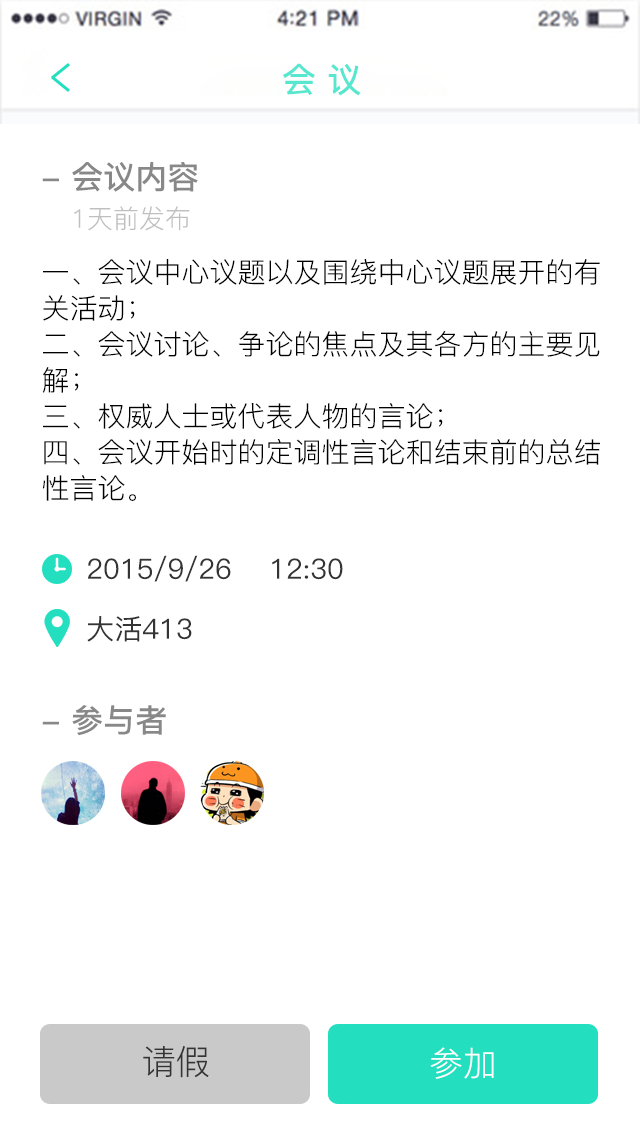 VIRGIN 4:21 PM 22%
会议
– 会议内容
1天前发布
一、会议中心议题以及围绕中心议题展开的有
关活动；
二、会议讨论、争论的焦点及其各方的主要见
解；
三、权威人士或代表人物的言论；
四、会议开始时的定调性言论和结束前的总结
性言论。
2015/9/26 12:30
大活413
– 参与者
请假 参加